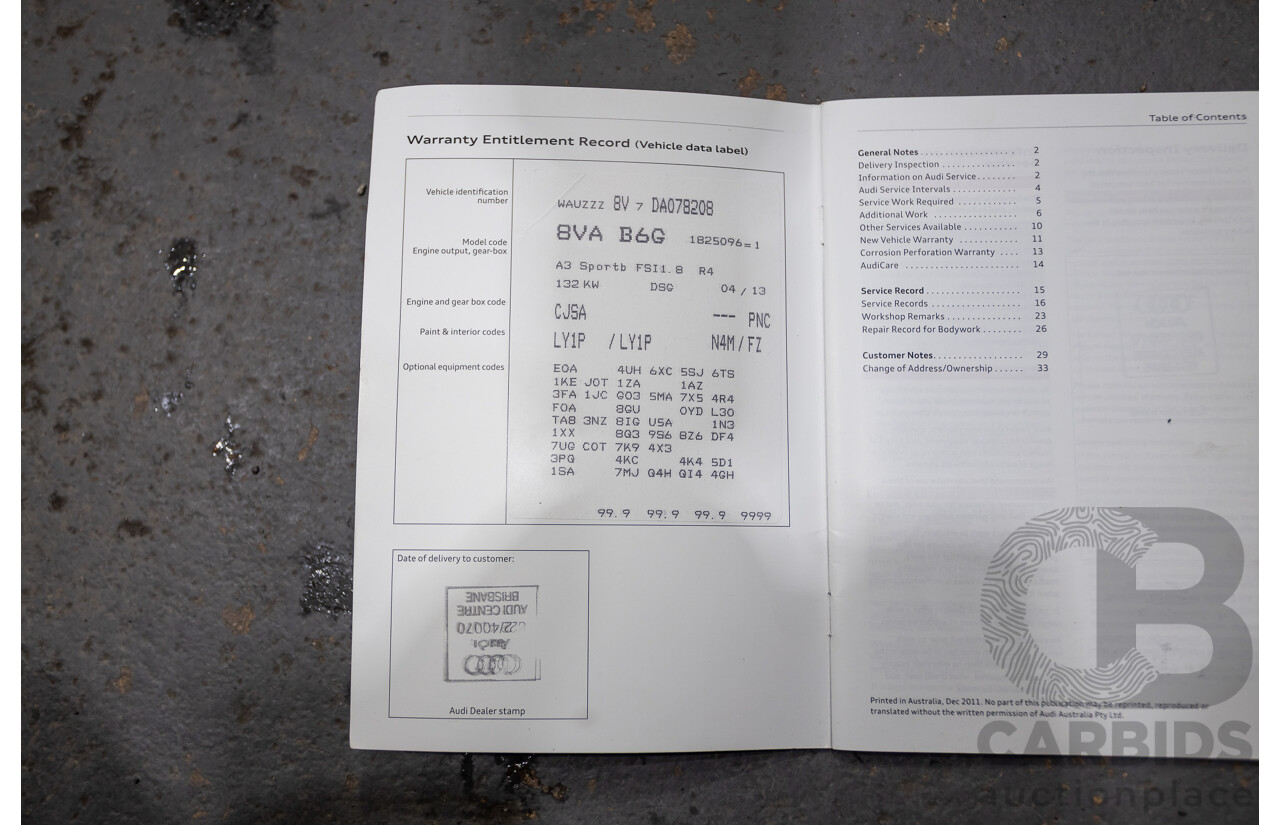 Warranty Entitlement Record (Vehicle data label)
Vehicle identification
number
WAUZZZ 8V 7 DA078208
Model code
Engine output, gear-box
8VA B6G 1825096=1
A3 Sportb FSI1.8 R4
132 KW DSG 04 / 13
Engine and gear box code
CJSA --- PNC
Paint & interior codes
LY1P / LY1P N4M / FZ
Optional equipment codes
E0A 4UH 6XC 5SJ 6TS
1KE J0T 1ZA 1AZ
3FA 1JC G03 5MA 7X5 4R4
F0A 8GU 0YD L30
TA8 3NZ 8IG U5A 1N3
1XX 8Q3 9S6 8Z6 DF4
7UG C0T 7K9 4X3
3PQ 4KC 4K4 5D1
1SA 7MJ Q4H QI4 4GH
99.9 99.9 99.9 9999
Date of delivery to customer:
BRISBANE
AUDI CENTRE
Audi
Audi Dealer stamp
Table of Contents
General Notes . . . . . . . . . . . . . . . . . . 2
Delivery Inspection . . . . . . . . . . . . . . 2
Information on Audi Service . . . . . . . 2
Audi Service Intervals . . . . . . . . . . . . 4
Service Work Required . . . . . . . . . . . 5
Additional Work . . . . . . . . . . . . . . . . 6
Other Services Available . . . . . . . . . . 10
New Vehicle Warranty . . . . . . . . . . . 11
Corrosion Perforation Warranty . . . . 13
AudiCare . . . . . . . . . . . . . . . . . . . . . . 14
Service Record . . . . . . . . . . . . . . . . . . 15
Service Records . . . . . . . . . . . . . . . . . 16
Workshop Remarks . . . . . . . . . . . . . . 23
Repair Record for Bodywork . . . . . . . 26
Customer Notes. . . . . . . . . . . . . . . . . 29
Change of Address/Ownership . . . . . . 33
Printed in Australia, Dec 2011. No part of this publication may be reprinted, reproduced or
translated without the written permission of Audi Australia Pty Ltd.
CB
CARBIDS
auctionplace